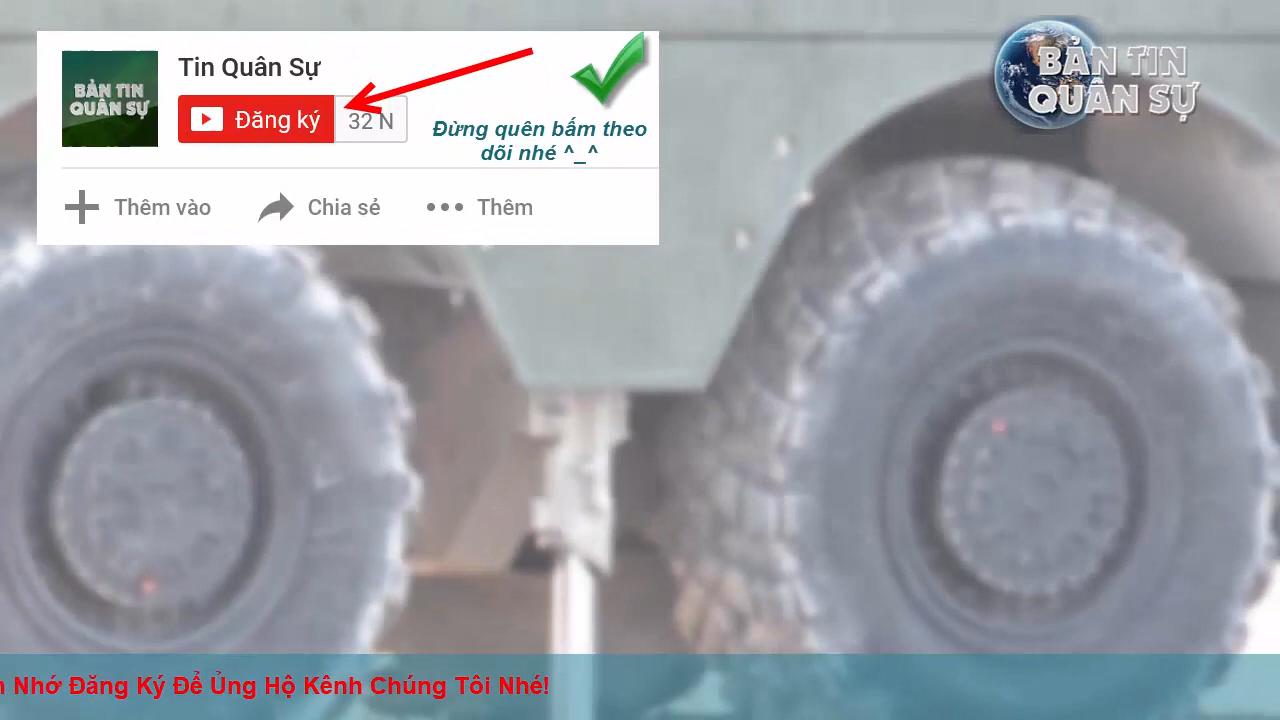 BẢN TIN
QUÂN SỰ
Tin Quân Sự
Đăng ký
32 N
Đừng quên bấm theo
dõi nhé ^_^
Thêm vào
Chia sẻ
Thêm
BẢN TIN
QUÂN SỰ
Nhớ Đăng Ký Để Ủng Hộ Kênh Chúng Tôi Nhé!